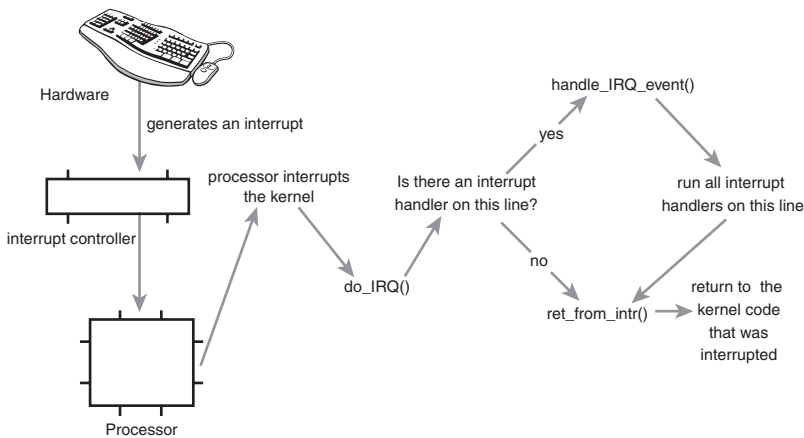 Hardware
generates an interrupt
interrupt controller
Processor
processor interrupts
the kernel
do_IRQ()
Is there an interrupt
handler on this line?
yes
no
handle_IRQ_event()
run all interrupt
handlers on this line
ret_from_intr()
return to the
kernel code
that was
interrupted